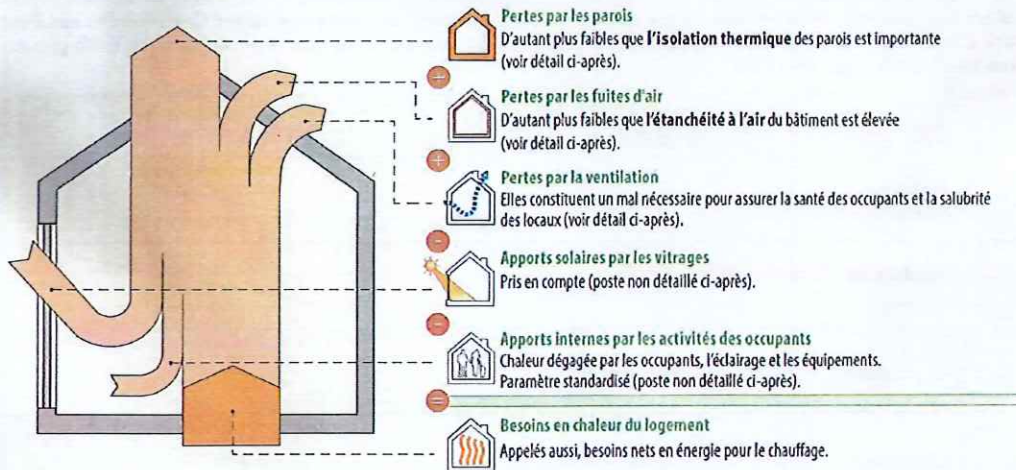 Pertes par les parois
D'autant plus faibles que l'isolation thermique des parois est importante
(voir détail ci-après).
+
Pertes par les fuites d'air
D'autant plus faibles que l'étanchéité à l'air du bâtiment est élevée
(voir détail ci-après).
+
Pertes par la ventilation
Elles constituent un mal nécessaire pour assurer la santé des occupants et la salubrité
des locaux (voir détail ci-après).
-
Apports solaires par les vitrages
Pris en compte (poste non détaillé ci-après).
-
Apports internes par les activités des occupants
Chaleur dégagée par les occupants, l'éclairage et les équipements.
Paramètre standardisé (poste non détaillé ci-après).
=
Besoins en chaleur du logement
Appelés aussi, besoins nets en énergie pour le chauffage.